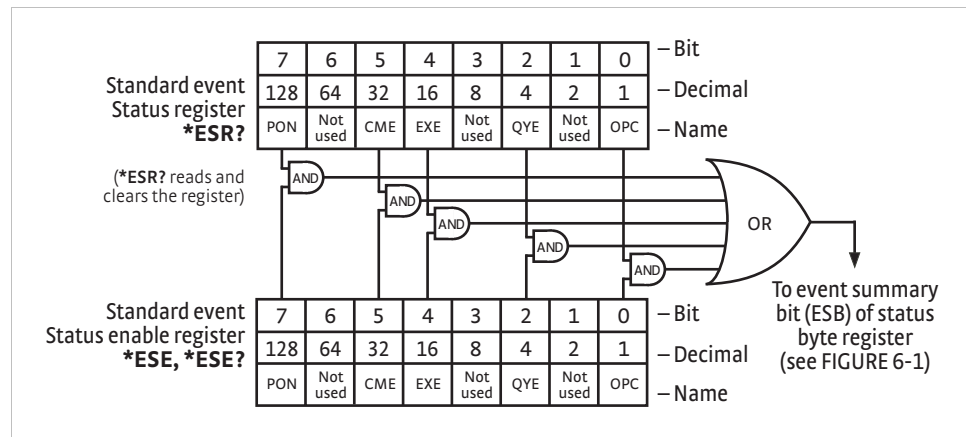 7 6 5 4 3 2 1 0 – Bit
Standard event
Status register
*ESR?
128 64 32 16 8 4 2 1 – Decimal
PON Not used CME EXE Not used QYE Not used OPC – Name
(*ESR? reads and
clears the register)
AND
AND
AND
AND
AND
OR
To event summary
bit (ESB) of status
byte register
(see FIGURE 6-1)
Standard event
Status enable register
*ESE, *ESE?
7 6 5 4 3 2 1 0 – Bit
128 64 32 16 8 4 2 1 – Decimal
PON Not used CME EXE Not used QYE Not used OPC – Name